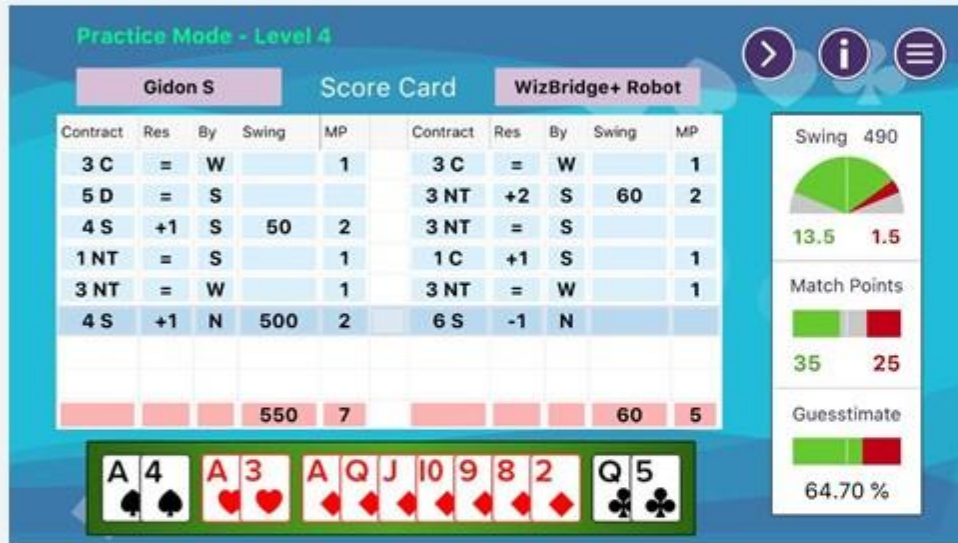 Practice Mode - Level 4
Gidon S Score Card WizBridge+ Robot
Contract Res By Swing MP Contract Res By Swing MP
3 C = W 1 3 C = W 1
5 D = S 3 NT +2 S 60 2
4 S +1 S 50 2 3 NT = S
1 NT = S 1 1 C +1 S 1
3 NT = W 1 3 NT = W 1
4 S +1 N 500 2 6 S -1 N
550 7 60 5
Swing 490
13.5 1.5
Match Points
35 25
Guesstimate
64.70 %
A 4 A 3 A Q J 10 9 8 2 Q 5